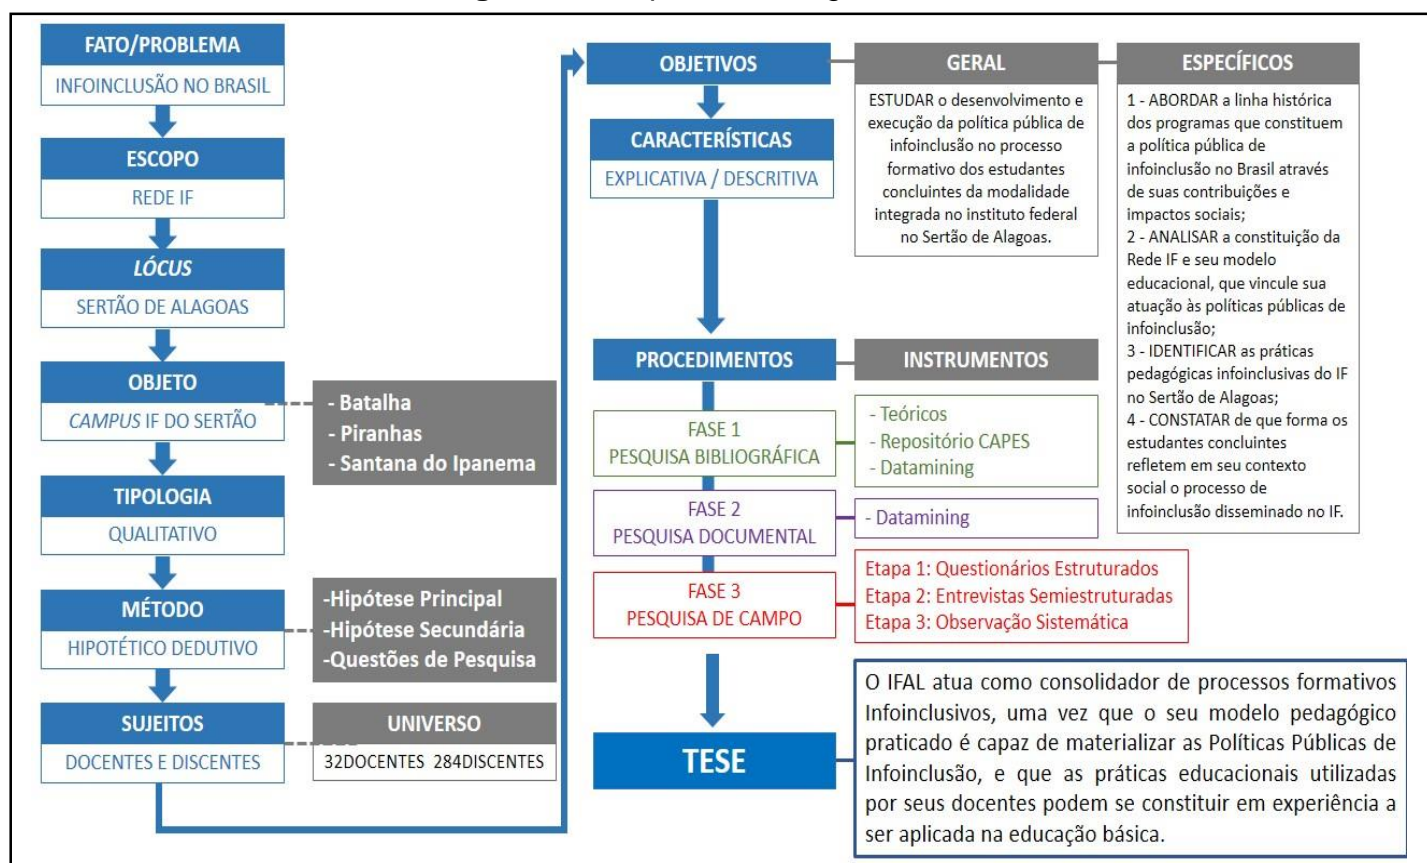 FATO/PROBLEMA
INFOINCLUSÃO NO BRASIL
ESCOPO
REDE IF
LÓCUS
SERTÃO DE ALAGOAS
OBJETO
CAMPUS IF DO SERTÃO
- Batalha
- Piranhas
- Santana do Ipanema
TIPOLOGIA
QUALITATIVO
MÉTODO
HIPOTÉTICO DEDUTIVO
-Hipótese Principal
-Hipótese Secundária
-Questões de Pesquisa
SUJEITOS
DOCENTES E DISCENTES
UNIVERSO
32DOCENTES 284DISCENTES
OBJETIVOS
GERAL
ESTUDAR o desenvolvimento e
execução da política pública de
infoinclusão no processo
formativo dos estudantes
concluintes da modalidade
integrada no instituto federal
no Sertão de Alagoas.
ESPECÍFICOS
1 - ABORDAR a linha histórica
dos programas que constituem
a política pública de
infoinclusão no Brasil através
de suas contribuições e
impactos sociais;
2 - ANALISAR a constituição da
Rede IF e seu modelo
educacional, que vincule sua
atuação às políticas públicas de
infoinclusão;
3 - IDENTIFICAR as práticas
pedagógicas infoinclusivas do IF
no Sertão de Alagoas;
4 - CONSTATAR de que forma os
estudantes concluintes
refletem em seu contexto
social o processo de
infoinclusão disseminado no IF.
CARACTERÍSTICAS
EXPLICATIVA / DESCRITIVA
PROCEDIMENTOS
INSTRUMENTOS
FASE 1
PESQUISA BIBLIOGRÁFICA
- Teóricos
- Repositório CAPES
- Datamining
FASE 2
PESQUISA DOCUMENTAL
- Datamining
FASE 3
PESQUISA DE CAMPO
Etapa 1: Questionários Estruturados
Etapa 2: Entrevistas Semiestruturadas
Etapa 3: Observação Sistemática
TESE
O IFAL atua como consolidador de processos formativos
Infoinclusivos, uma vez que o seu modelo pedagógico
praticado é capaz de materializar as Políticas Públicas de
Infoinclusão, e que as práticas educacionais utilizadas
por seus docentes podem se constituir em experiência a
ser aplicada na educação básica.